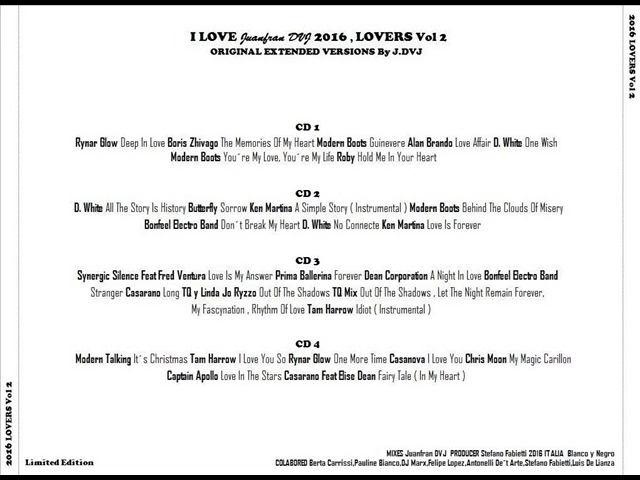 I LOVE Juanfran DVJ 2016 , LOVERS Vol 2
ORIGINAL EXTENDED VERSIONS By J.DVJ
2016 LOVERS Vol 2
CD 1
Rynar Glow Deep In Love Boris Zhivago The Memories Of My Heart Modern Boots Guinevere Alan Brando Love Affair D. White One Wish
Modern Boots You´re My Love, You´re My Life Roby Hold Me In Your Heart
CD 2
D. White All The Story Is History Butterfly Sorrow Ken Martina A Simple Story ( Instrumental ) Modern Boots Behind The Clouds Of Misery
Bonfeel Electro Band Don´t Break My Heart D. White No Connecte Ken Martina Love Is Forever
CD 3
Synergic Silence Feat Fred Ventura Love Is My Answer Prima Ballerina Forever Dean Corporation A Night In Love Bonfeel Electro Band
Stranger Casarano Long TQ y Linda Jo Ryzzo Out Of The Shadows TQ Mix Out Of The Shadows , Let The Night Remain Forever,
My Fascynation , Rhythm Of Love Tam Harrow Idiot ( Instrumental )
CD 4
Modern Talking It´s Christmas Tam Harrow I Love You So Rynar Glow One More Time Casanova I Love You Chris Moon My Magic Carillon
Captain Apollo Love In The Stars Casarano Feat Elise Dean Fairy Tale ( In My Heart )
2016 LOVERS Vol 2
Limited Edition
MIXES Juanfran DVJ PRODUCER Stefano Fabietti 2016 ITALIA Blanco y Negro
COLABORED Berta Carrissi,Pauline Bianco,DJ Marx,Felipe Lopez,Antonelli De´t Arte,Stefano Fabietti,Luis De Lianza